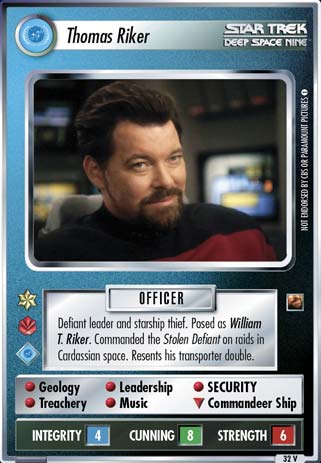 Thomas Riker
STAR TREK
DEEP SPACE NINE
NOT ENDORSED BY CBS OR PARAMOUNT PICTURES
OFFICER
Defiant leader and starship thief. Posed as William
T. Riker. Commanded the Stolen Defiant on raids in
Cardassian space. Resents his transporter double.
Geology Leadership SECURITY
Treachery Music Commandeer Ship
INTEGRITY 4 CUNNING 8 STRENGTH 6
32 V